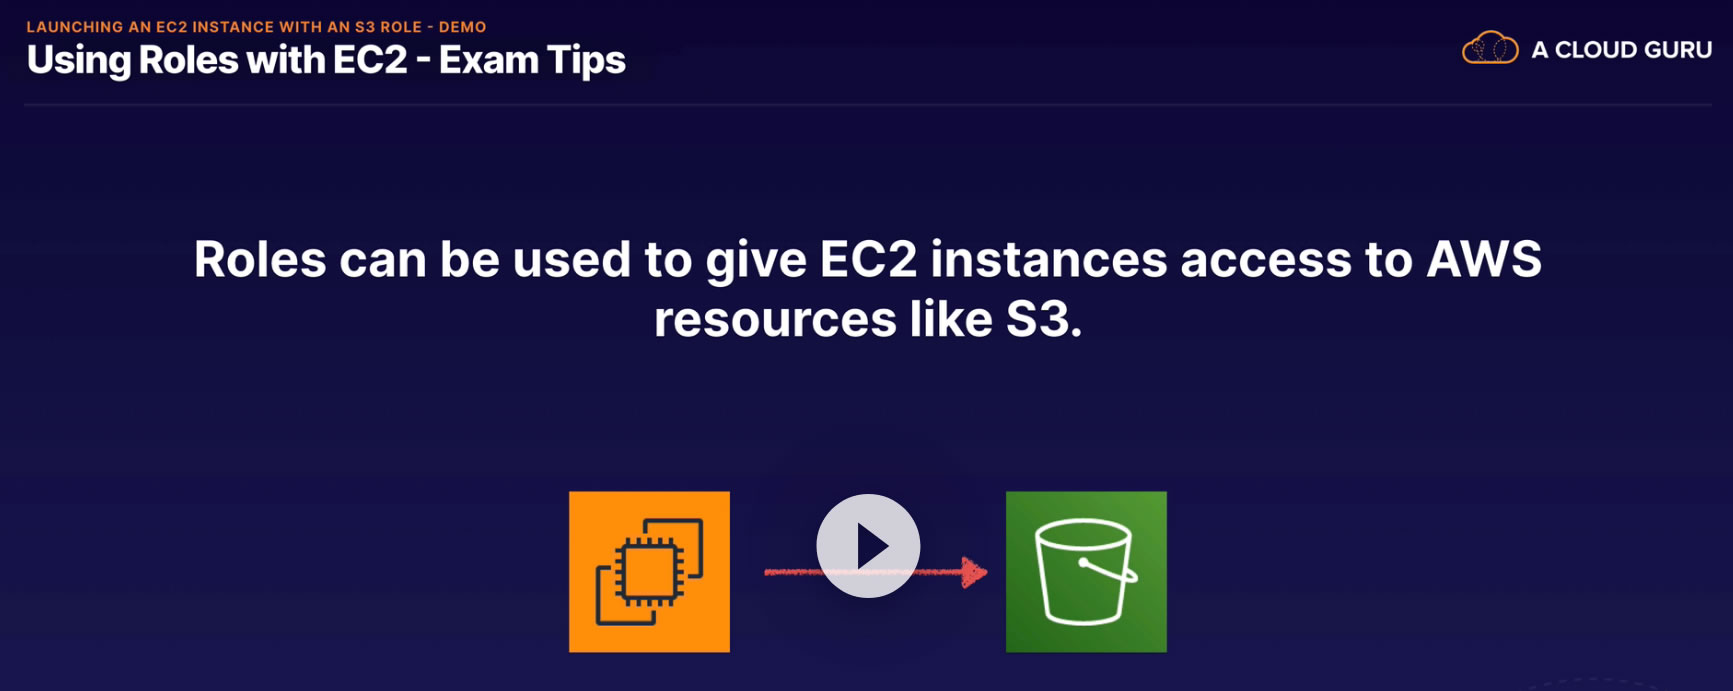 LAUNCHING AN EC2 INSTANCE WITH AN S3 ROLE - DEMO
Using Roles with EC2 - Exam Tips
A CLOUD GURU
Roles can be used to give EC2 instances access to AWS
resources like S3.